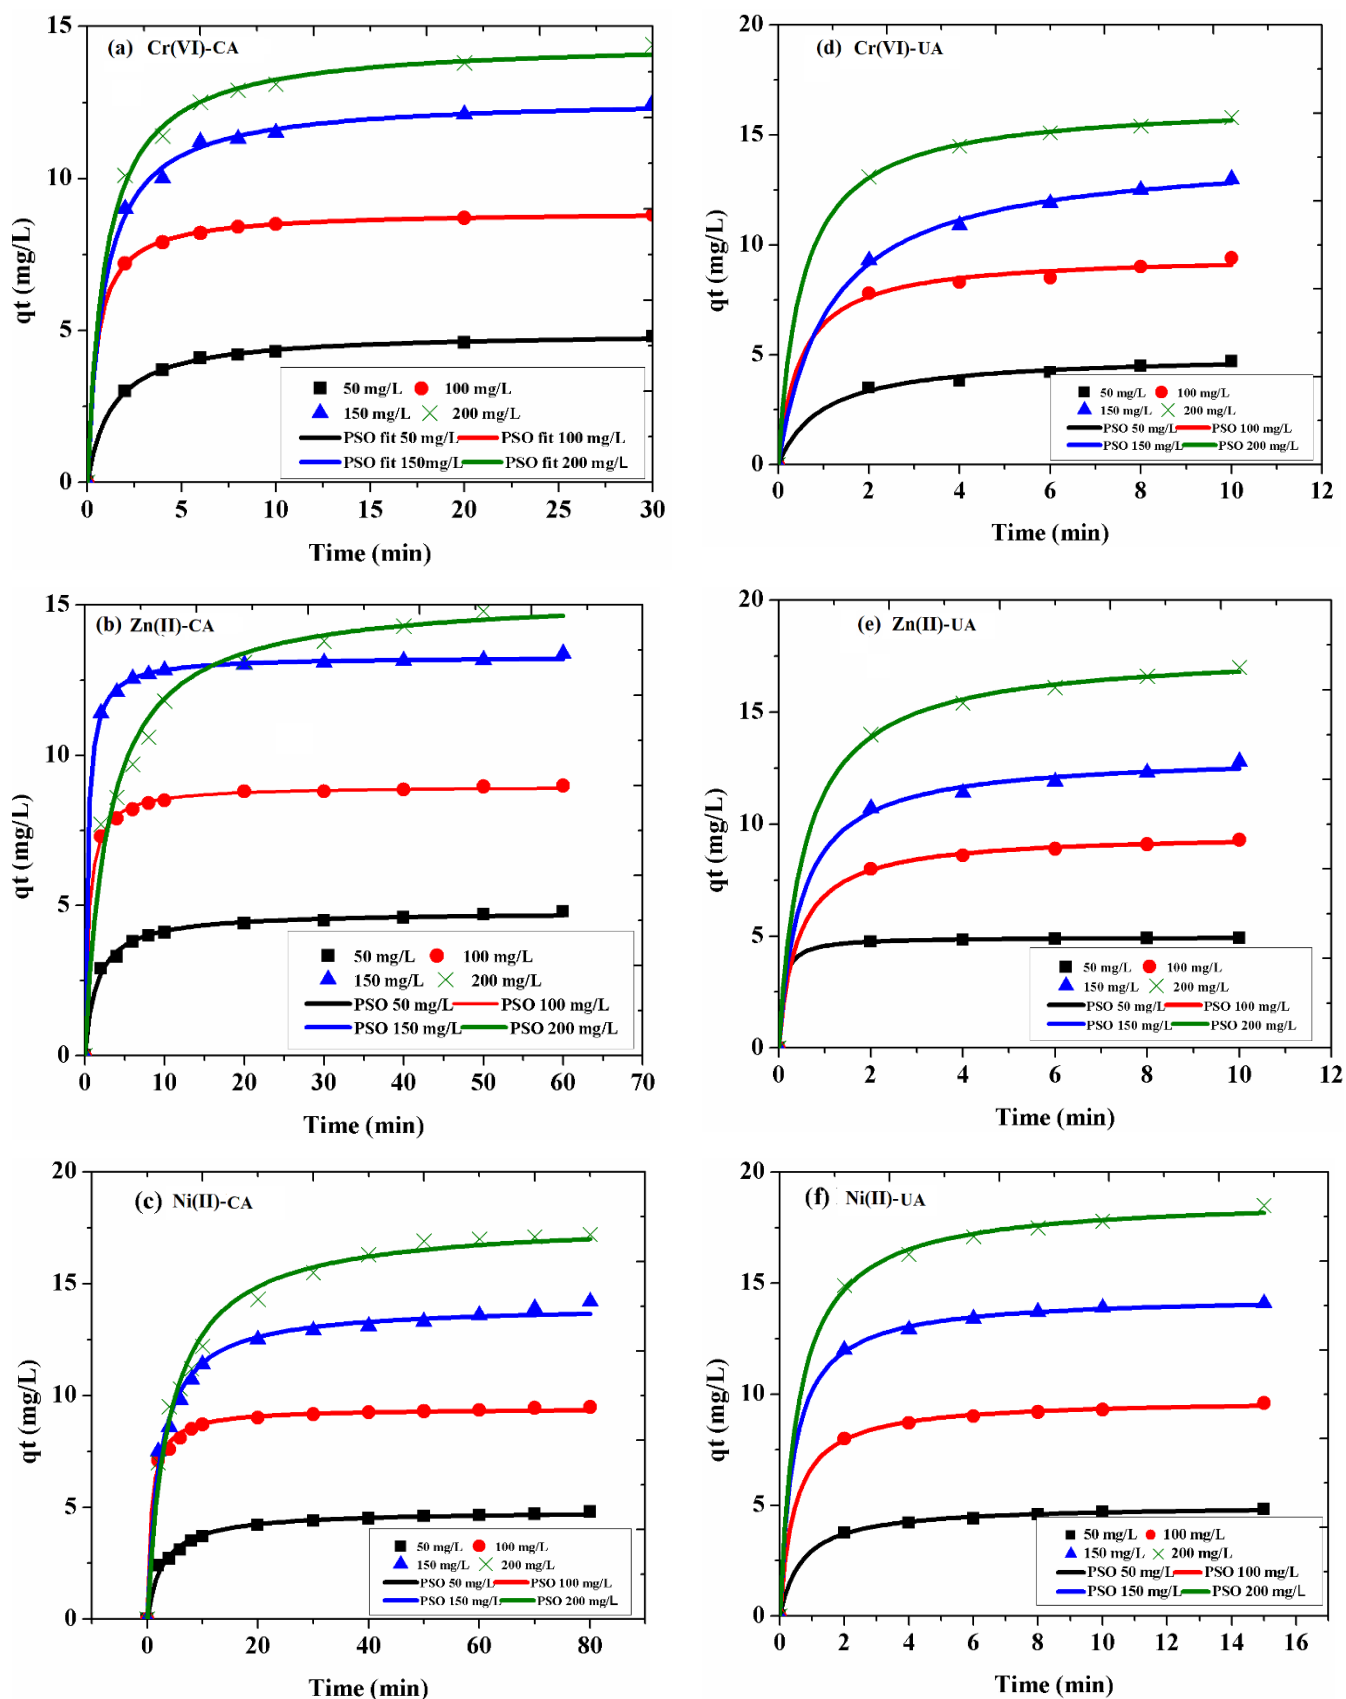 (a) Cr(VI)-CA
15
10
5
0
qt (mg/L)
50 mg/L 100 mg/L
150 mg/L 200 mg/L
PSO fit 50 mg/L PSO fit 100 mg/L
PSO fit 150mg/L PSO fit 200 mg/L
0 5 10 15 20 25 30
Time (min)
(d) Cr(VI)-UA
20
15
10
5
0
qt (mg/L)
50 mg/L 100 mg/L
150 mg/L 200 mg/L
PSO 50 mg/L PSO 100 mg/L
PSO 150 mg/L PSO 200 mg/L
0 2 4 6 8 10 12
Time (min)
(b) Zn(II)-CA
15
10
5
0
qt (mg/L)
50 mg/L 100 mg/L
150 mg/L 200 mg/L
PSO 50 mg/L PSO 100 mg/L
PSO 150 mg/L PSO 200 mg/L
0 10 20 30 40 50 60 70
Time (min)
(e) Zn(II)-UA
20
15
10
5
0
qt (mg/L)
50 mg/L 100 mg/L
150 mg/L 200 mg/L
PSO 50 mg/L PSO 100 mg/L
PSO 150 mg/L PSO 200 mg/L
0 2 4 6 8 10 12
Time (min)
(c) Ni(II)-CA
20
15
10
5
0
qt (mg/L)
50 mg/L 100 mg/L
150 mg/L 200 mg/L
PSO 50 mg/L PSO 100 mg/L
PSO 150 mg/L PSO 200 mg/L
0 20 40 60 80
Time (min)
(f) Ni(II)-UA
20
15
10
5
0
qt (mg/L)
50 mg/L 100 mg/L
150 mg/L 200 mg/L
PSO 50 mg/L PSO 100 mg/L
PSO 150 mg/L PSO 200 mg/L
0 2 4 6 8 10 12 14 16
Time (min)